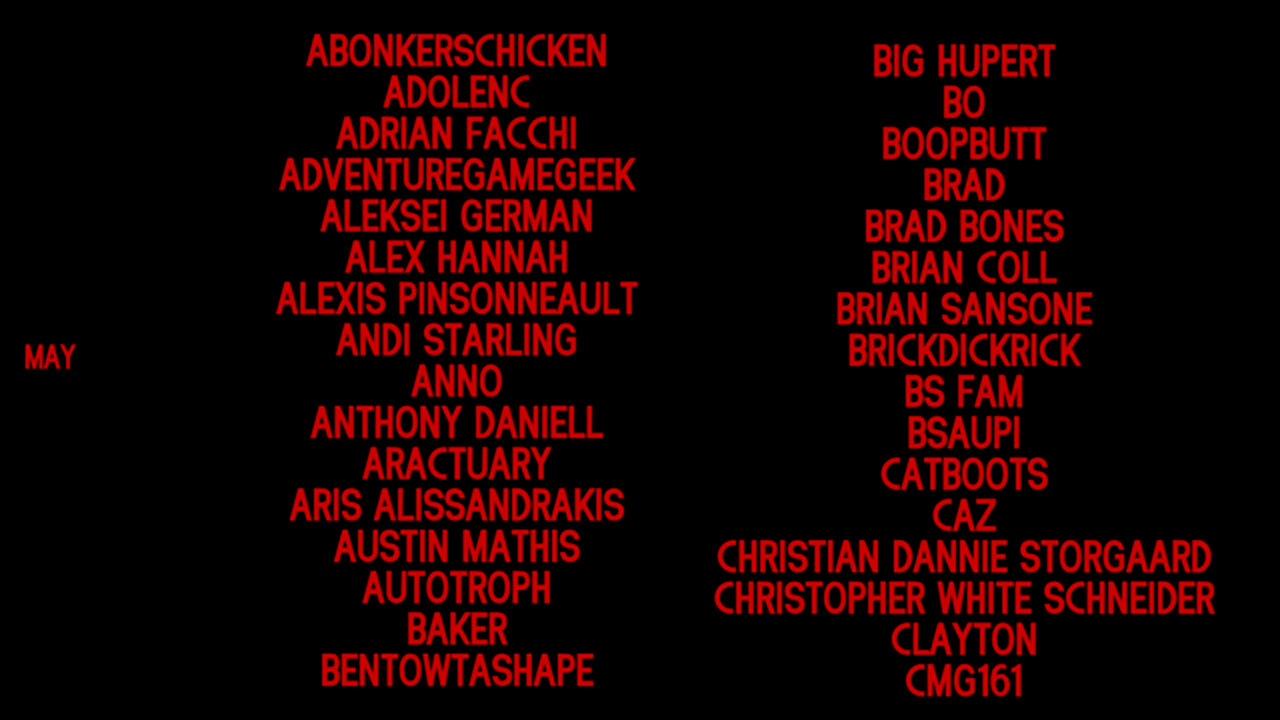 MAY
ABONKERSCHICKEN
ADOLENC
ADRIAN FACCHI
ADVENTUREGAMEGEEK
ALEKSEI GERMAN
ALEX HANNAH
ALEXIS PINSONNEAULT
ANDI STARLING
ANNO
ANTHONY DANIELL
ARACTUARY
ARIS ALISSANDRAKIS
AUSTIN MATHIS
AUTOTROPH
BAKER
BENTOWTASHAPE
BIG HUPERT
BO
BOOPBUTT
BRAD
BRAD BONES
BRIAN COLL
BRIAN SANSONE
BRICKDICKRICK
BS FAM
BSAUPI
CATBOOTS
CAZ
CHRISTIAN DANNIE STORGAARD
CHRISTOPHER WHITE SCHNEIDER
CLAYTON
CMG161